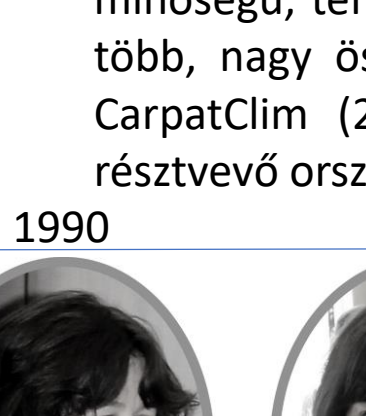 minőségű, ter
több, nagy ös
CarpatClim (2
résztvevő orsz
1990